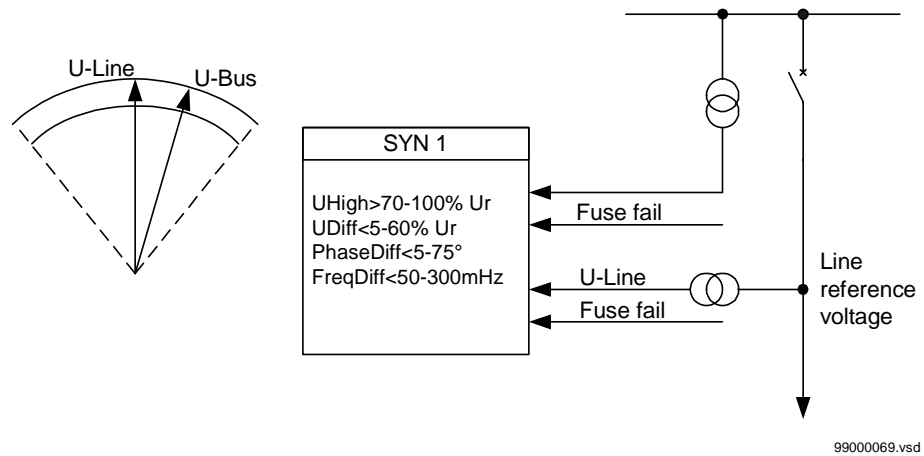 U-Line
U-Bus
SYN 1
UHigh>70-100% Ur
UDiff<5-60% Ur
PhaseDiff<5-75°
FreqDiff<50-300mHz
Fuse fail
U-Line
Fuse fail
Line
reference
voltage
99000069.vsd